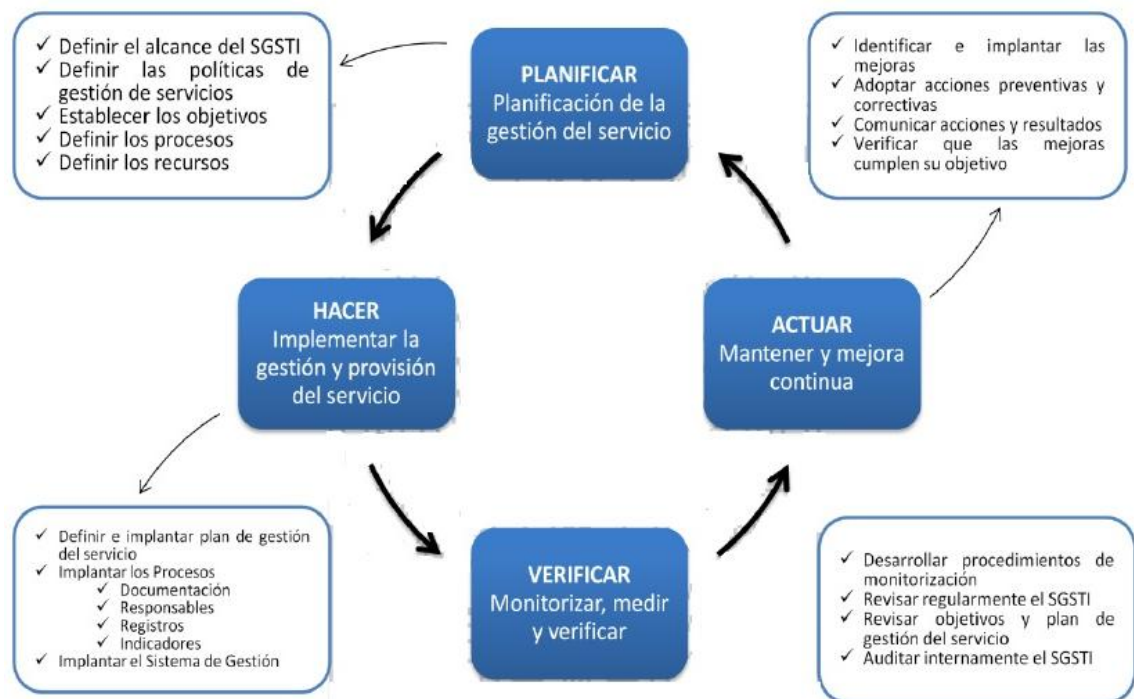 ✓ Definir el alcance del SGSTI
✓ Definir las políticas de
gestión de servicios
✓ Establecer los objetivos
✓ Definir los procesos
✓ Definir los recursos
PLANIFICAR
Planificación de la
gestión del servicio
✓ Identificar e implantar las
mejoras
✓ Adoptar acciones preventivas y
correctivas
✓ Comunicar acciones y resultados
✓ Verificar que las mejoras
cumplen su objetivo
HACER
Implementar la
gestión y provisión
del servicio
ACTUAR
Mantener y mejora
continua
✓ Definir e implantar plan de gestión
del servicio
✓ Implantar los Procesos
✓ Documentación
✓ Responsables
✓ Registros
✓ Indicadores
✓ Implantar el Sistema de Gestión
VERIFICAR
Monitorizar, medir
y verificar
✓ Desarrollar procedimientos de
monitorización
✓ Revisar regularmente el SGSTI
✓ Revisar objetivos y plan de
gestión del servicio
✓ Auditar internamente el SGSTI